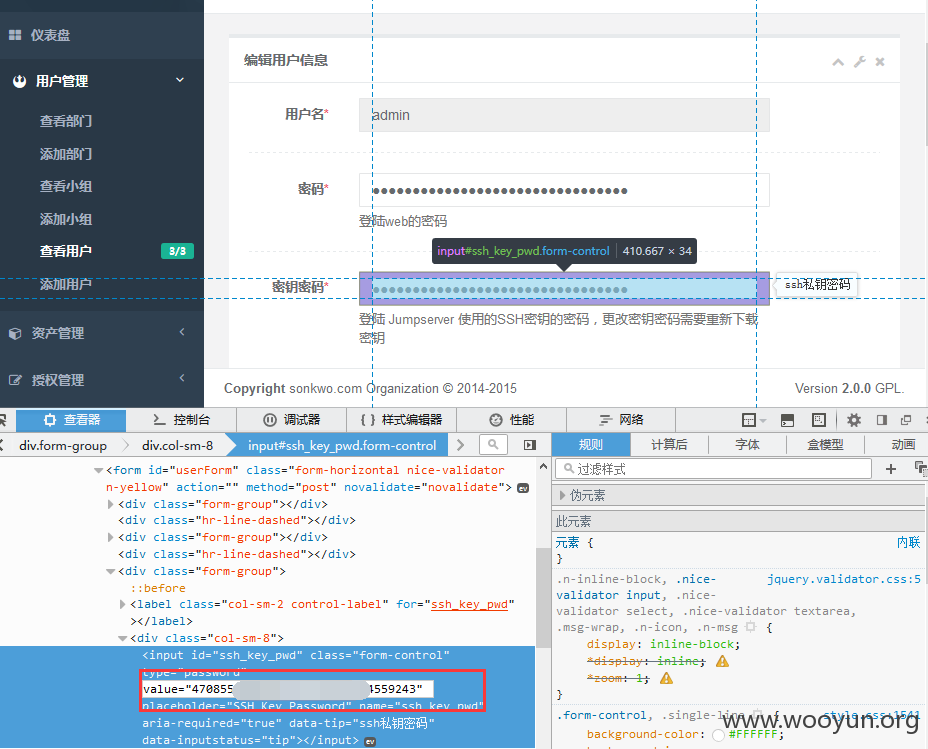 仪表盘
用户管理
查看部门
添加部门
查看小组
添加小组
查看用户 3/3
添加用户
资产管理
授权管理
编辑用户信息
用户名* admin
密码* ●●●●●●●●●●●●●●●●●●●●●●●●●●●●●●●●
登陆web的密码
input#ssh_key_pwd.form-control 410.667 × 34
密钥密码* ●●●●●●●●●●●●●●●●●●●●●●●●●●●●●●●●
ssh私钥密码
登陆 Jumpserver 使用的SSH密钥的密码，更改密钥密码需要重新下载
密钥
Copyright sonkwo.com Organization © 2014-2015 Version 2.0.0 GPL.
查看器 控制台 调试器 样式编辑器 性能 网络
div.form-group div.col-sm-8 input#ssh_key_pwd.form-control
<form id="userForm" class="form-horizontal nice-validator
n-yellow" action="" method="post" novalidate="novalidate"> ev
<div class="form-group"></div>
<div class="hr-line-dashed"></div>
<div class="form-group"></div>
<div class="hr-line-dashed"></div>
<div class="form-group">
::before
<label class="col-sm-2 control-label" for="ssh_key_pwd"
></label>
<div class="col-sm-8">
<input id="ssh_key_pwd" class="form-control"
type="password"
value="470855 4559243"
placeholder="SSH Key Password" name="ssh_key_pwd"
aria-required="true" data-tip="ssh私钥密码"
data-inputstatus="tip"></input> ev
规则 计算后 字体 盒模型 动画
过滤样式
伪元素
此元素
元素 { 内联
}
.n-inline-block, .nice- jquery.validator.css:5
validator input, .nice-
validator select, .nice-validator textarea,
.msg-wrap, .n-icon, .n-msg {
display: inline-block;
*display: inline;
*zoom: 1;
}
.form-control, .single-line style.css:1541
background-color: #FFFFFF;
www.wooyun.org